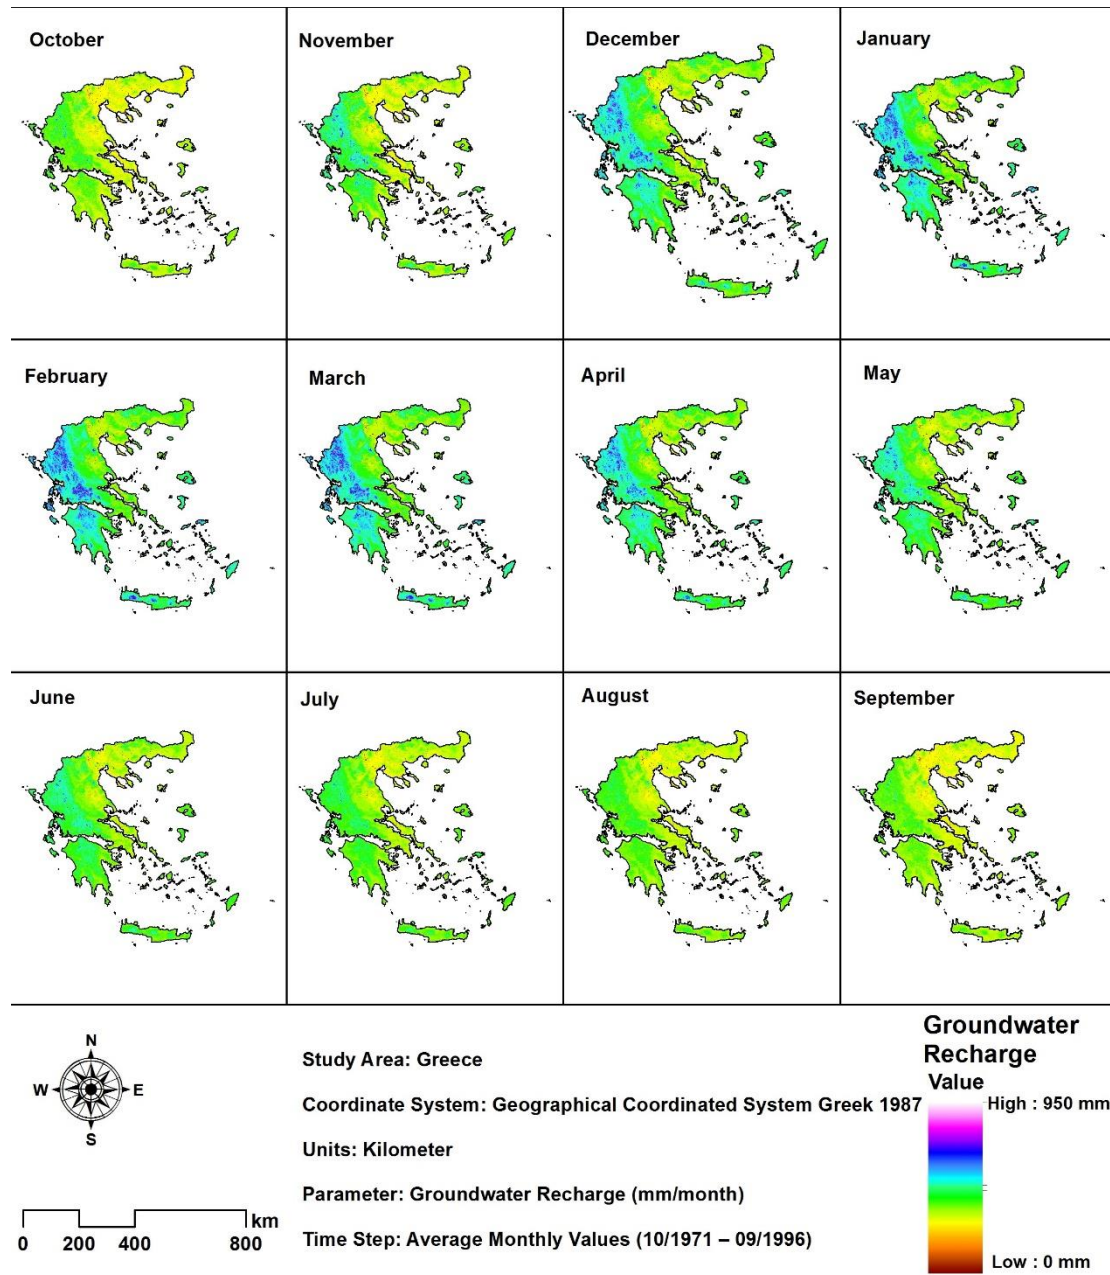 October
November
December
January
February
March
April
May
June
July
August
September
N
W
E
S
0
200
400
800
km
Study Area: Greece
Coordinate System: Geographical Coordinated System Greek 1987
Units: Kilometer
Parameter: Groundwater Recharge (mm/month)
Time Step: Average Monthly Values (10/1971 – 09/1996)
Groundwater
Recharge
Value
High : 950 mm
Low : 0 mm